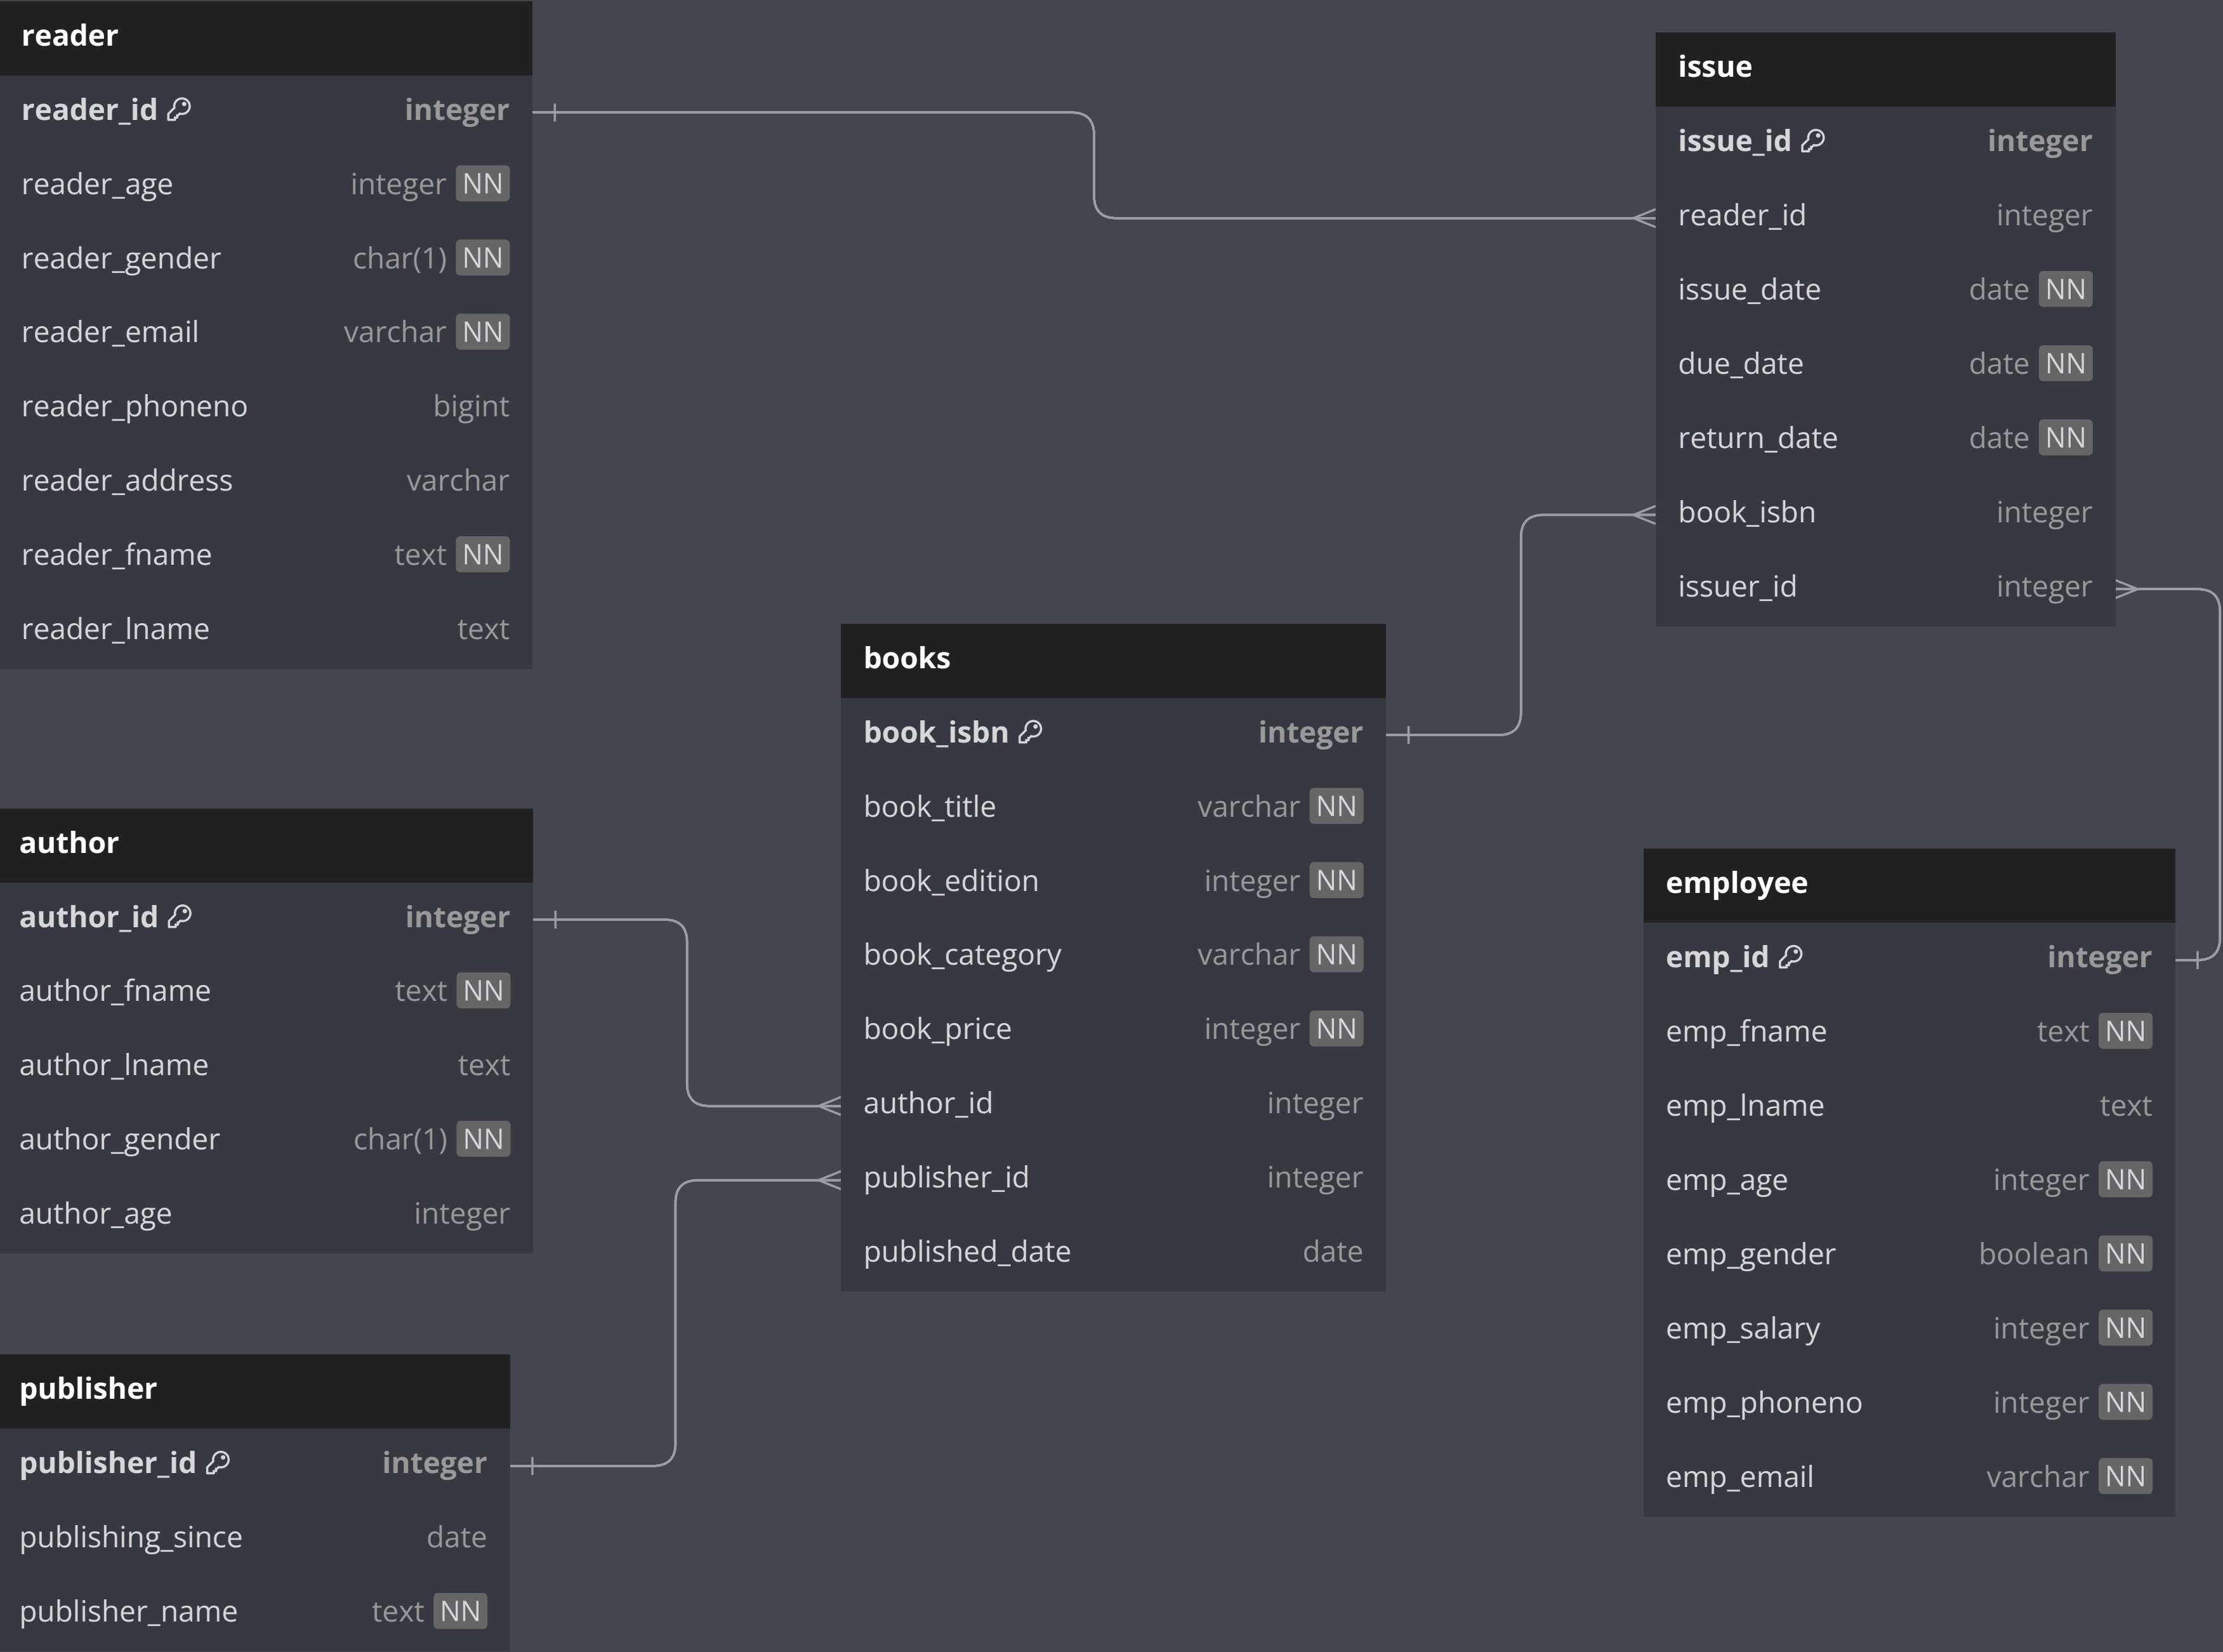 reader
reader_id integer
reader_age integer NN
reader_gender char(1) NN
reader_email varchar NN
reader_phoneno bigint
reader_address varchar
reader_fname text NN
reader_lname text
issue
issue_id integer
reader_id integer
issue_date date NN
due_date date NN
return_date date NN
book_isbn integer
issuer_id integer
books
book_isbn integer
book_title varchar NN
book_edition integer NN
book_category varchar NN
book_price integer NN
author_id integer
publisher_id integer
published_date date
author
author_id integer
author_fname text NN
author_lname text
author_gender char(1) NN
author_age integer
employee
emp_id integer
emp_fname text NN
emp_lname text
emp_age integer NN
emp_gender boolean NN
emp_salary integer NN
emp_phoneno integer NN
emp_email varchar NN
publisher
publisher_id integer
publishing_since date
publisher_name text NN